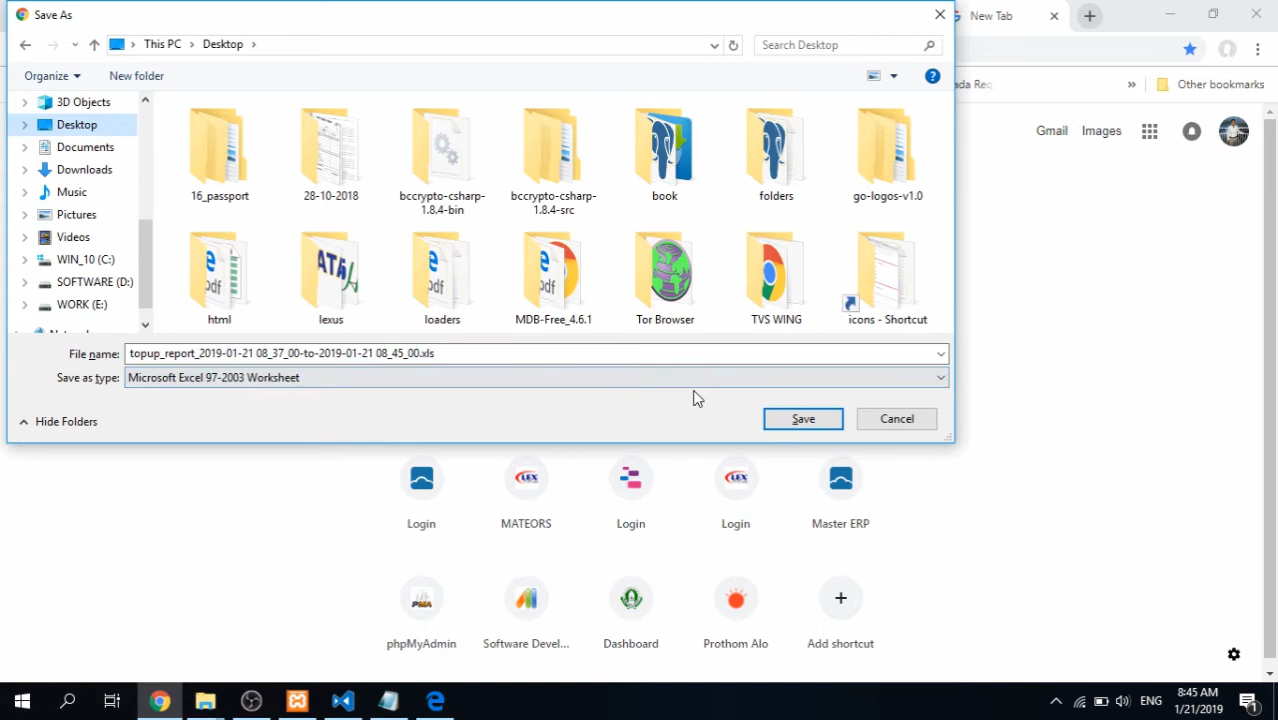 Save As
New Tab
This PC
Desktop
Search Desktop
Organize
New folder
Other bookmarks
3D Objects
Desktop
Documents
Downloads
Music
Pictures
Videos
WIN_10 (C:)
SOFTWARE (D:)
WORK (E:)
16_passport
28-10-2018
bccrypto-csharp-
1.8.4-bin
bccrypto-csharp-
1.8.4-src
book
folders
go-logos-v1.0
html
lexus
loaders
MDB-Free_4.6.1
Tor Browser
TVS WING
icons - Shortcut
Gmail
Images
File name:
topup_report_2019-01-21 08_37_00-to-2019-01-21 08_45_00.xls
Save as type:
Microsoft Excel 97-2003 Worksheet
Hide Folders
Save
Cancel
Login
MATEORS
Login
Login
Master ERP
phpMyAdmin
Software Devel...
Dashboard
Prothom Alo
Add shortcut
ENG
8:45 AM
1/21/2019
1